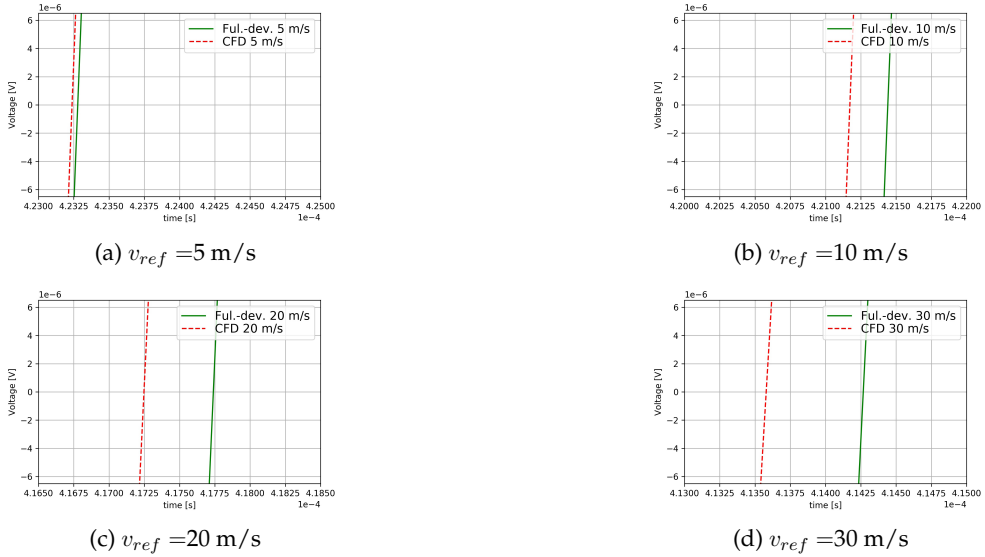 1e−6
6
4
2
0
−2
−4
−6
Voltage [V]
Ful.-dev. 5 m/s
CFD 5 m/s
4.2300 4.2325 4.2350 4.2375 4.2400 4.2425 4.2450 4.2475 4.2500
time [s]
1e−4
(a) v_ref =5 m/s
1e−6
6
4
2
0
−2
−4
−6
Voltage [V]
Ful.-dev. 10 m/s
CFD 10 m/s
4.2000 4.2025 4.2050 4.2075 4.2100 4.2125 4.2150 4.2175 4.2200
time [s]
1e−4
(b) v_ref =10 m/s
1e−6
6
4
2
0
−2
−4
−6
Voltage [V]
Ful.-dev. 20 m/s
CFD 20 m/s
4.1650 4.1675 4.1700 4.1725 4.1750 4.1775 4.1800 4.1825 4.1850
time [s]
1e−4
(c) v_ref =20 m/s
1e−6
6
4
2
0
−2
−4
−6
Voltage [V]
Ful.-dev. 30 m/s
CFD 30 m/s
4.1300 4.1325 4.1350 4.1375 4.1400 4.1425 4.1450 4.1475 4.1500
time [s]
1e−4
(d) v_ref =30 m/s